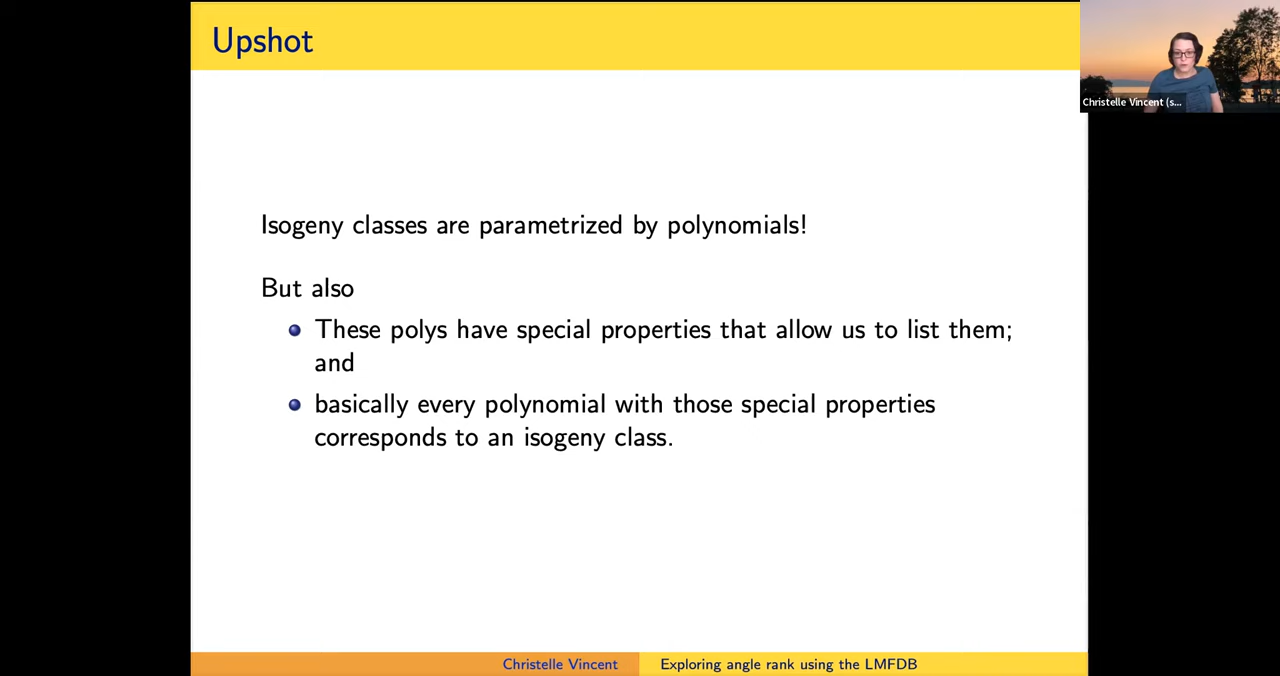 Upshot
Christelle Vincent (s...
Isogeny classes are parametrized by polynomials!
But also
These polys have special properties that allow us to list them;
and
basically every polynomial with those special properties
corresponds to an isogeny class.
Christelle Vincent
Exploring angle rank using the LMFDB